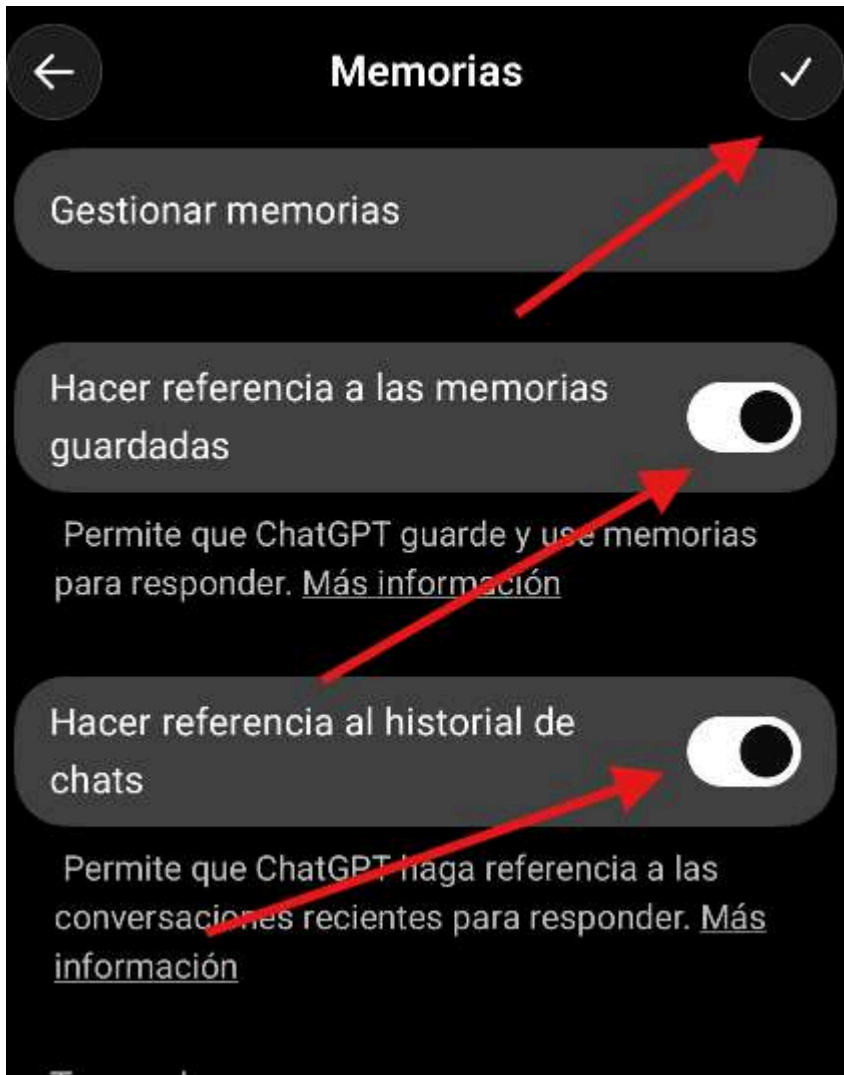 Memorias
Gestionar memorias
Hacer referencia a las memorias
guardadas
Permite que ChatGPT guarde y use memorias
para responder. Más información
Hacer referencia al historial de
chats
Permite que ChatGPT haga referencia a las
conversaciones recientes para responder. Más
información